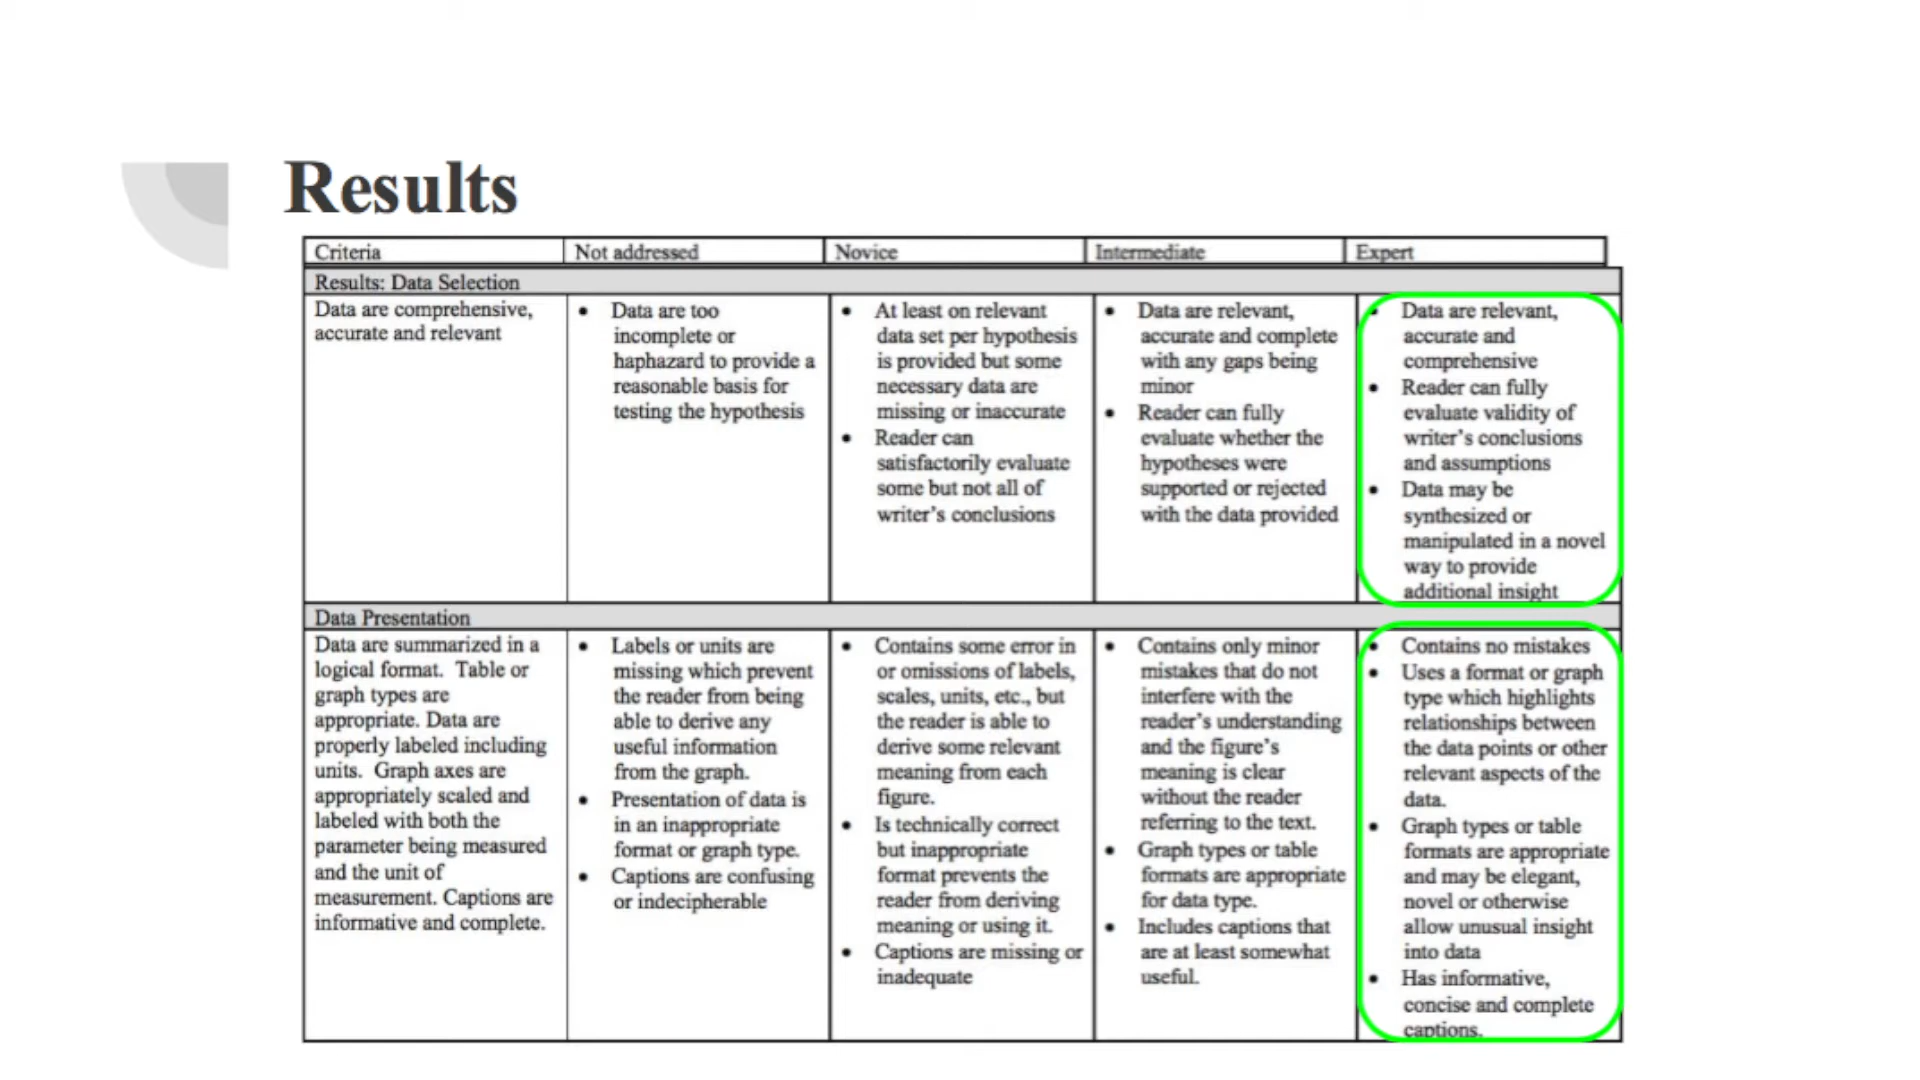 Results
Criteria
Not addressed
Novice
Intermediate
Expert
Results: Data Selection
Data are comprehensive,
accurate and relevant
• Data are too
incomplete or
haphazard to provide a
reasonable basis for
testing the hypothesis
• At least on relevant
data set per hypothesis
is provided but some
necessary data are
missing or inaccurate
• Reader can
satisfactorily evaluate
some but not all of
writer's conclusions
• Data are relevant,
accurate and complete
with any gaps being
minor
• Reader can fully
evaluate whether the
hypotheses were
supported or rejected
with the data provided
• Data are relevant,
accurate and
comprehensive
• Reader can fully
evaluate validity of
writer's conclusions
and assumptions
• Data may be
synthesized or
manipulated in a novel
way to provide
additional insight
Data Presentation
Data are summarized in a
logical format. Table or
graph types are
appropriate. Data are
properly labeled including
units. Graph axes are
appropriately scaled and
labeled with both the
parameter being measured
and the unit of
measurement. Captions are
informative and complete.
• Labels or units are
missing which prevent
the reader from being
able to derive any
useful information
from the graph.
• Presentation of data is
in an inappropriate
format or graph type.
• Captions are confusing
or indecipherable
• Contains some error in
or omissions of labels,
scales, units, etc., but
the reader is able to
derive some relevant
meaning from each
figure.
• Is technically correct
but inappropriate
format prevents the
reader from deriving
meaning or using it.
• Captions are missing or
inadequate
• Contains only minor
mistakes that do not
interfere with the
reader's understanding
and the figure's
meaning is clear
without the reader
referring to the text.
• Graph types or table
formats are appropriate
for data type.
• Includes captions that
are at least somewhat
useful.
• Contains no mistakes
• Uses a format or graph
type which highlights
relationships between
the data points or other
relevant aspects of the
data.
• Graph types or table
formats are appropriate
and may be elegant,
novel or otherwise
allow unusual insight
into data
• Has informative,
concise and complete
captions.